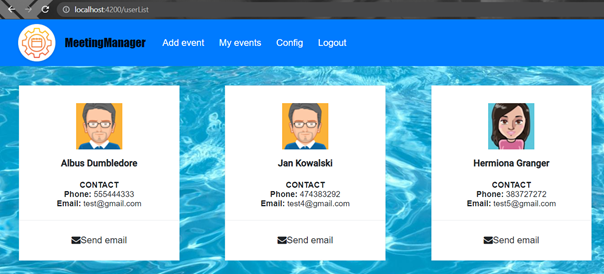 localhost:4200/userList
MeetingManager Add event My events Config Logout
Albus Dumbledore
CONTACT
Phone: 555444333
Email: test@gmail.com
Send email
Jan Kowalski
CONTACT
Phone: 474383292
Email: test4@gmail.com
Send email
Hermiona Granger
CONTACT
Phone: 383727272
Email: test5@gmail.com
Send email